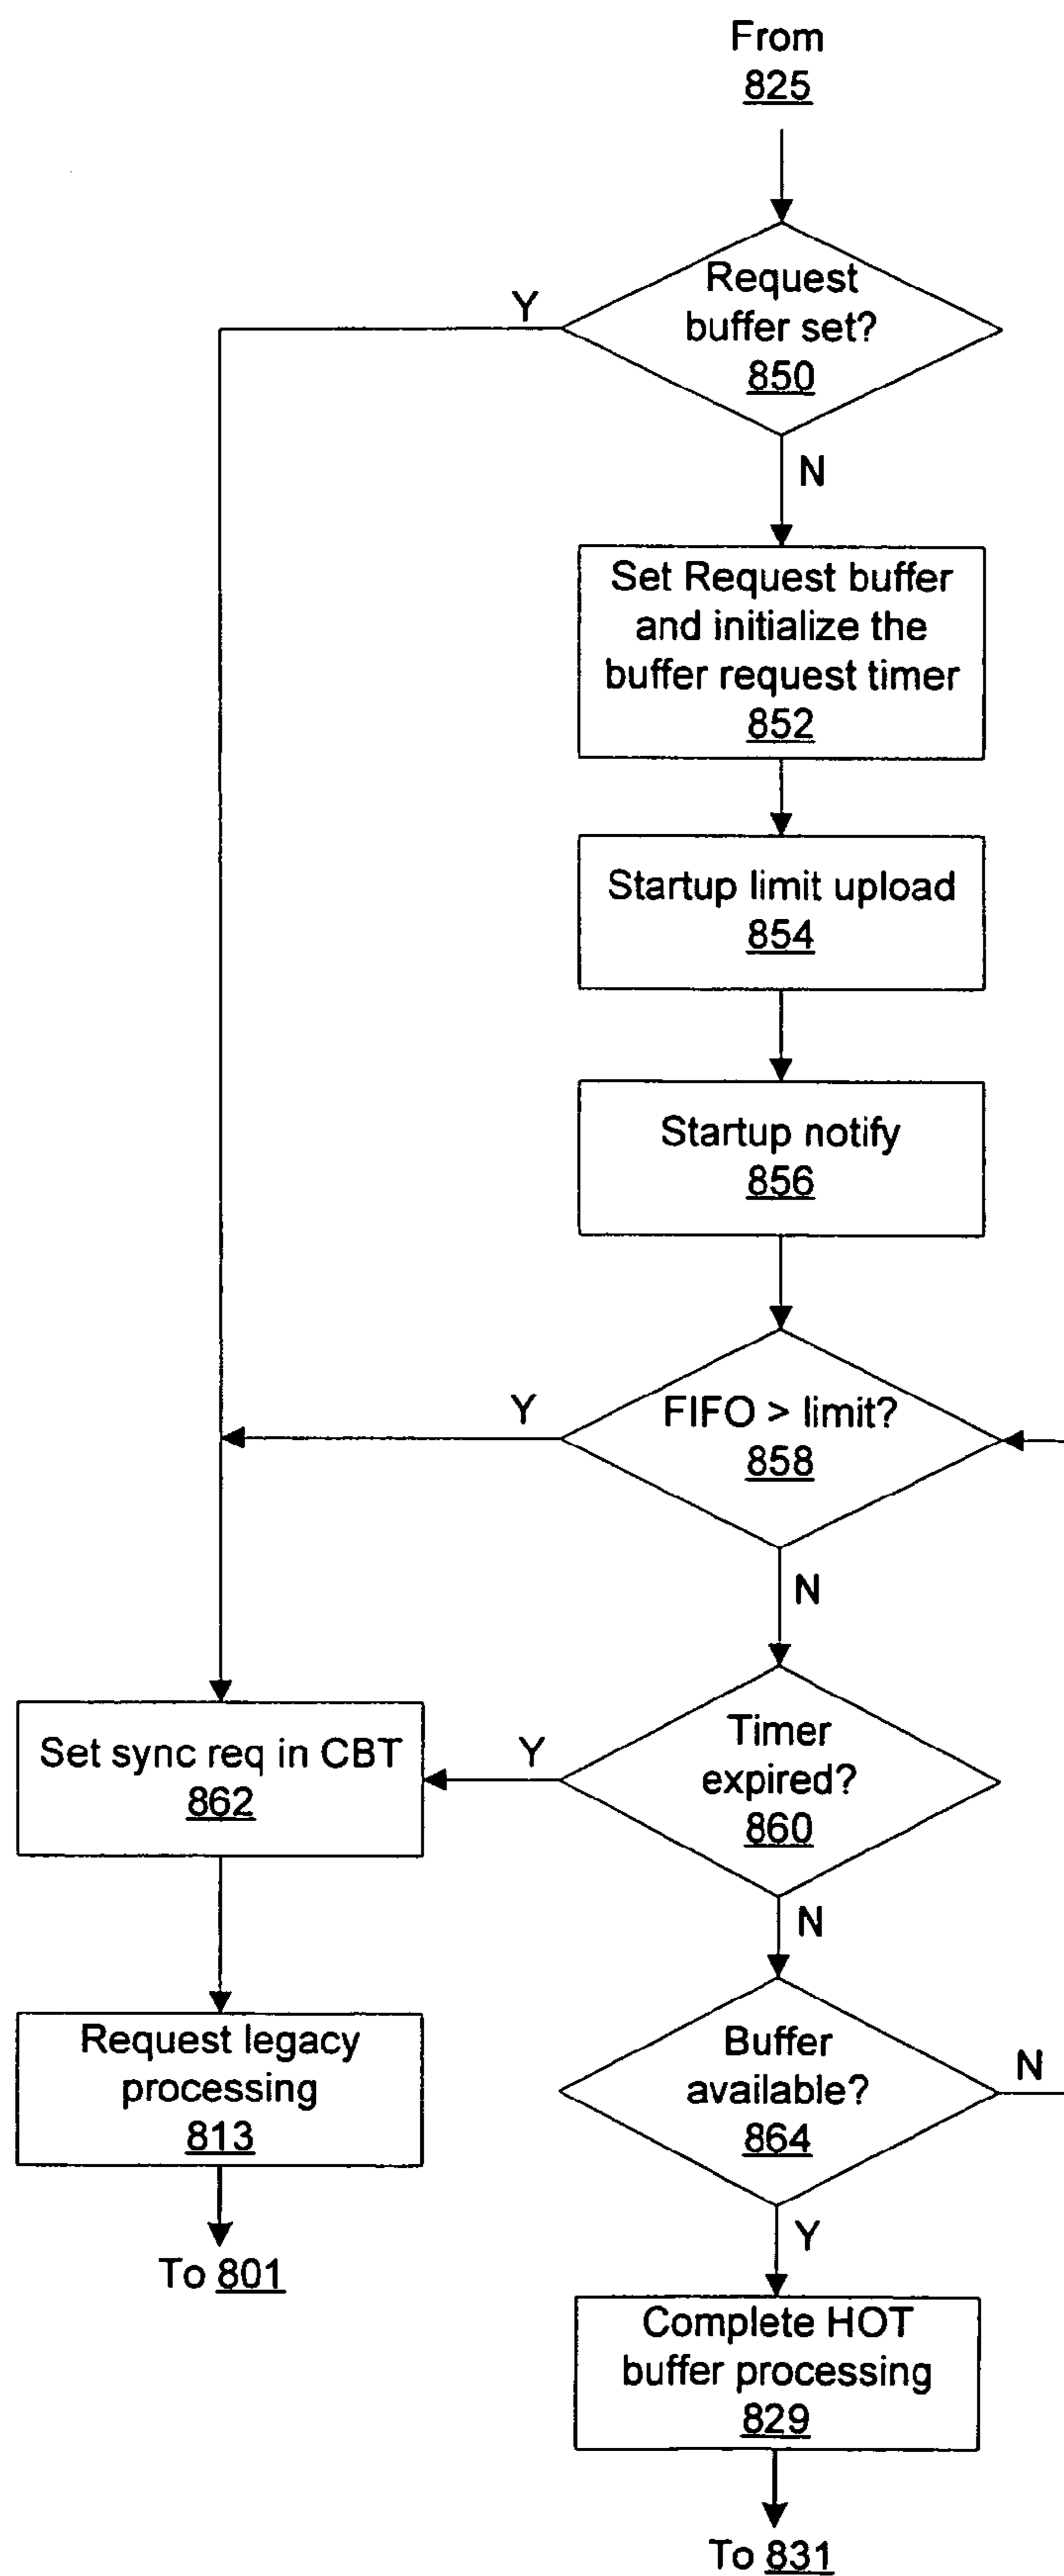 From
825
Request
buffer set?
850
Y
N
Set Request buffer
and initialize the
buffer request timer
852
Startup limit upload
854
Startup notify
856
FIFO > limit?
858
Y
N
Timer
expired?
860
Y
N
Set sync req in CBT
862
Buffer
available?
864
N
Y
Request legacy
processing
813
To 801
Complete HOT
buffer processing
829
To 831